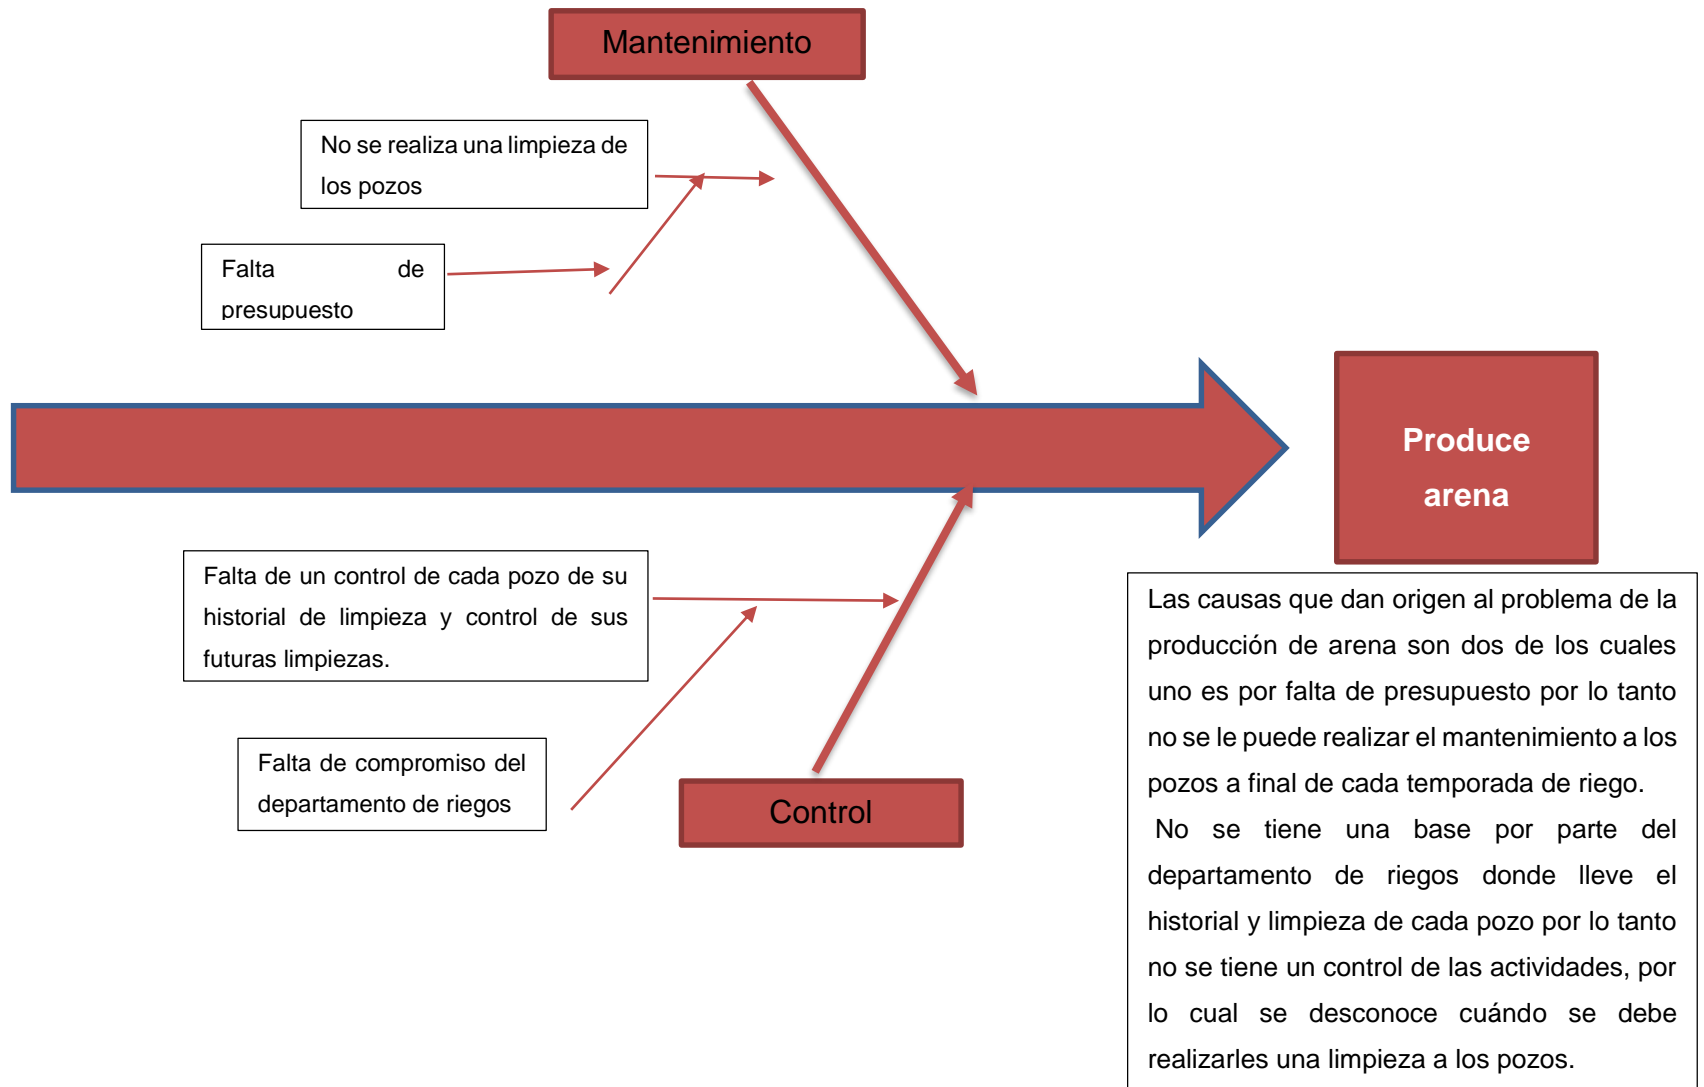 Mantenimiento
No se realiza una limpieza de
los pozos
Falta de
presupuesto
Produce
arena
Falta de un control de cada pozo de su
historial de limpieza y control de sus
futuras limpiezas.
Falta de compromiso del
departamento de riegos
Control
Las causas que dan origen al problema de la
producción de arena son dos de los cuales
uno es por falta de presupuesto por lo tanto
no se le puede realizar el mantenimiento a los
pozos a final de cada temporada de riego.
No se tiene una base por parte del
departamento de riegos donde lleve el
historial y limpieza de cada pozo por lo tanto
no se tiene un control de las actividades, por
lo cual se desconoce cuándo se debe
realizarles una limpieza a los pozos.